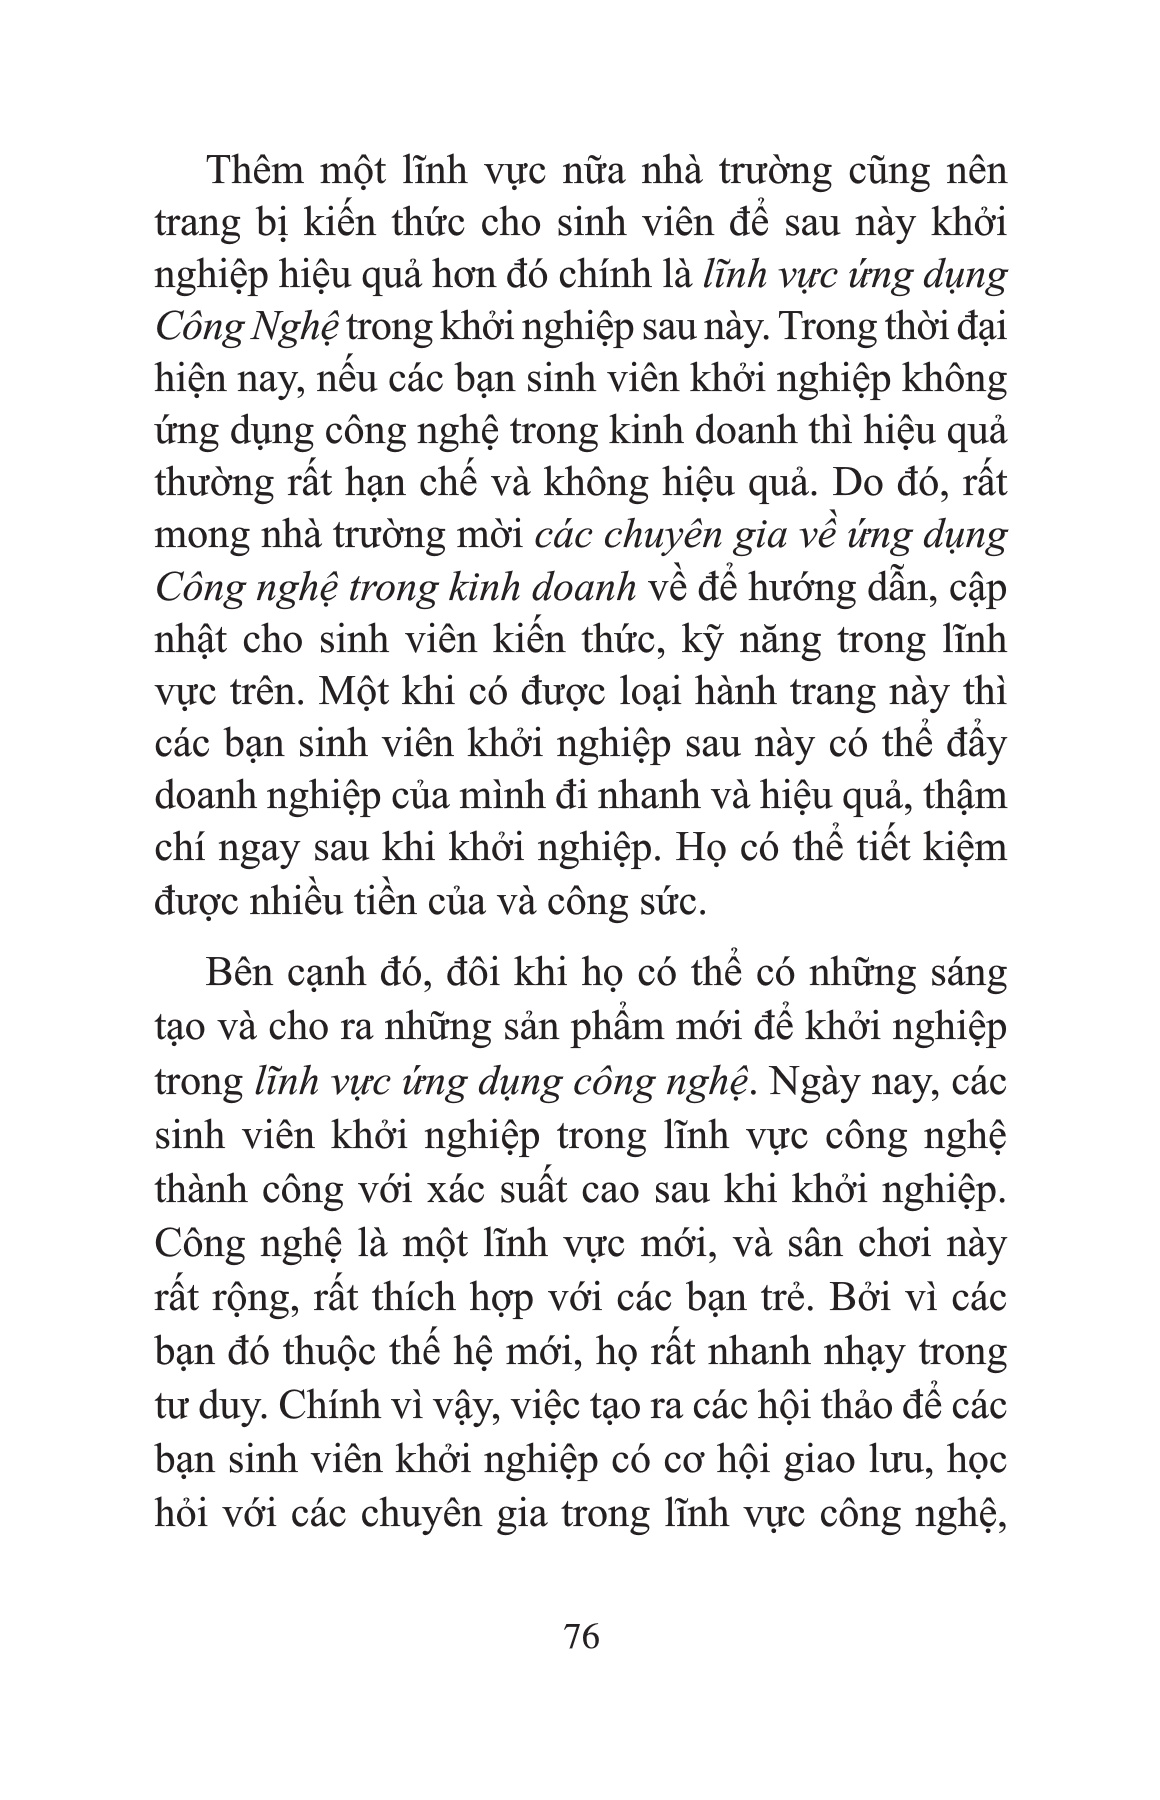 Thêm một lĩnh vực nữa nhà trường cũng nên
trang bị kiến thức cho sinh viên để sau này khởi
nghiệp hiệu quả hơn đó chính là lĩnh vực ứng dụng
Công Nghệ trong khởi nghiệp sau này. Trong thời đại
hiện nay, nếu các bạn sinh viên khởi nghiệp không
ứng dụng công nghệ trong kinh doanh thì hiệu quả
thường rất hạn chế và không hiệu quả. Do đó, rất
mong nhà trường mời các chuyên gia về ứng dụng
Công nghệ trong kinh doanh về để hướng dẫn, cập
nhật cho sinh viên kiến thức, kỹ năng trong lĩnh
vực trên. Một khi có được loại hành trang này thì
các bạn sinh viên khởi nghiệp sau này có thể đẩy
doanh nghiệp của mình đi nhanh và hiệu quả, thậm
chí ngay sau khi khởi nghiệp. Họ có thể tiết kiệm
được nhiều tiền của và công sức.
Bên cạnh đó, đôi khi họ có thể có những sáng
tạo và cho ra những sản phẩm mới để khởi nghiệp
trong lĩnh vực ứng dụng công nghệ. Ngày nay, các
sinh viên khởi nghiệp trong lĩnh vực công nghệ
thành công với xác suất cao sau khi khởi nghiệp.
Công nghệ là một lĩnh vực mới, và sân chơi này
rất rộng, rất thích hợp với các bạn trẻ. Bởi vì các
bạn đó thuộc thế hệ mới, họ rất nhanh nhạy trong
tư duy. Chính vì vậy, việc tạo ra các hội thảo để các
bạn sinh viên khởi nghiệp có cơ hội giao lưu, học
hỏi với các chuyên gia trong lĩnh vực công nghệ,
76